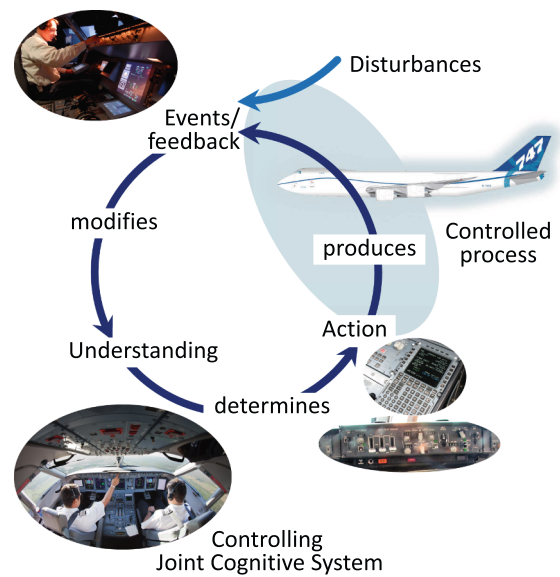 Disturbances
Events/
feedback
747
modifies
Controlled
process
produces
Action
Understanding
determines
Controlling
Joint Cognitive System